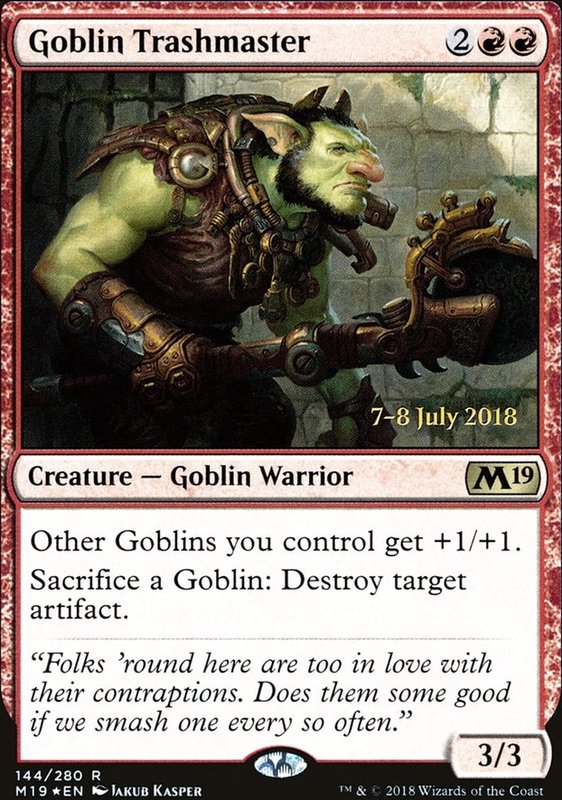 Goblin Trashmaster 2
7–8 July 2018
Creature — Goblin Warrior M19
Other Goblins you control get +1/+1.
Sacrifice a Goblin: Destroy target
artifact.
“Folks ’round here are too in love with
their contraptions. Does them some good
if we smash one every so often.”
3/3
144/280 R
M19 ★ EN Jakub Kasper
™ & © 2018 Wizards of the Coast